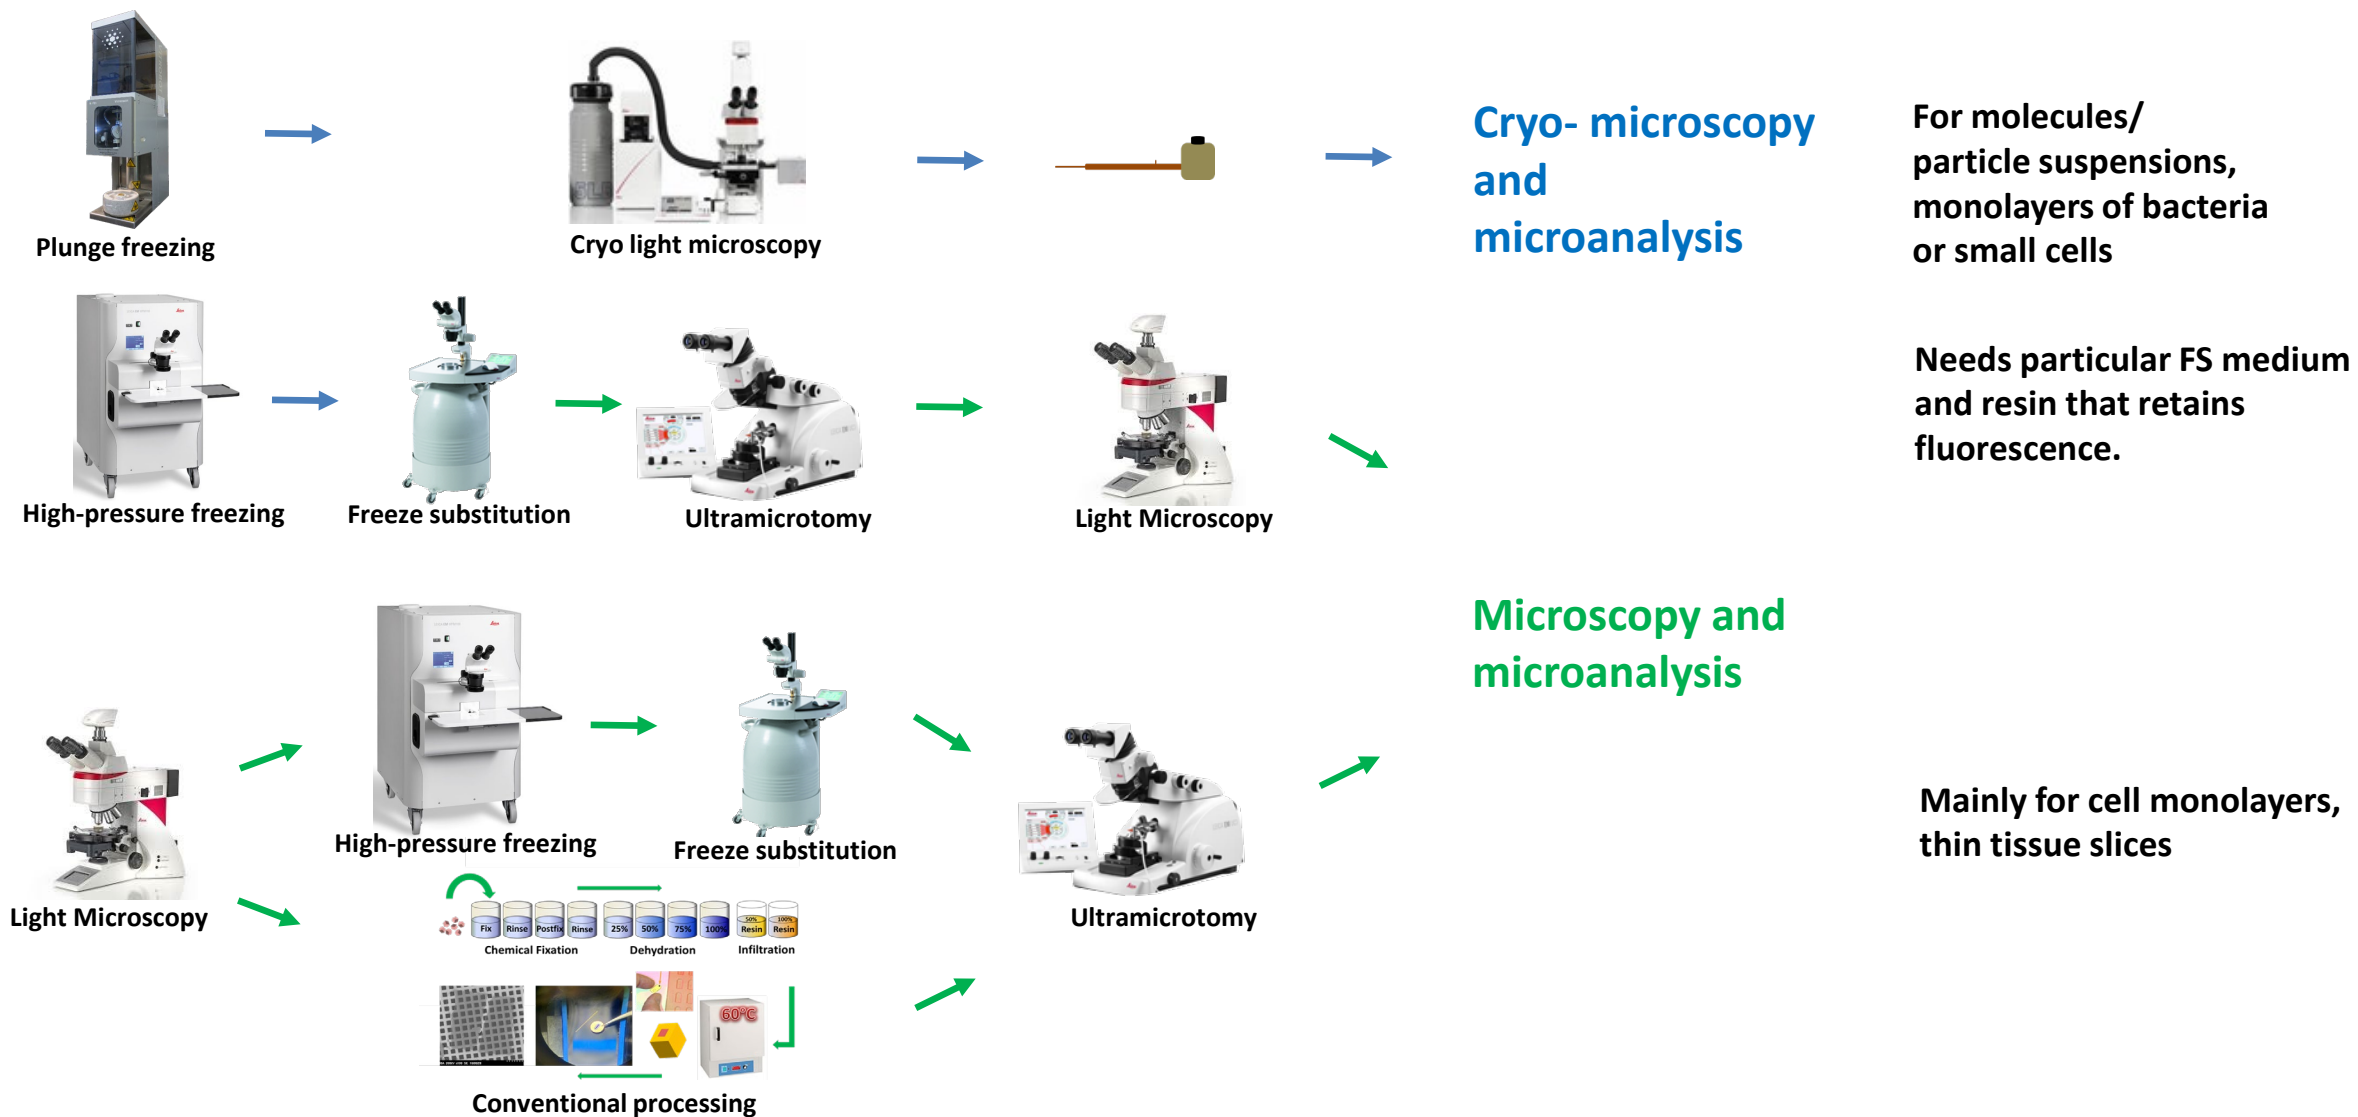 Plunge freezing
Cryo light microscopy
Cryo- microscopy
and
microanalysis
For molecules/
particle suspensions,
monolayers of bacteria
or small cells
High-pressure freezing
Freeze substitution
Ultramicrotomy
Light Microscopy
Needs particular FS medium
and resin that retains
fluorescence.
Light Microscopy
High-pressure freezing
Freeze substitution
Fix
Rinse
Postfix
Rinse
25%
50%
75%
100%
50%
Resin
100%
Resin
Chemical Fixation
Dehydration
Infiltration
60°C
Conventional processing
Ultramicrotomy
Microscopy and
microanalysis
Mainly for cell monolayers,
thin tissue slices